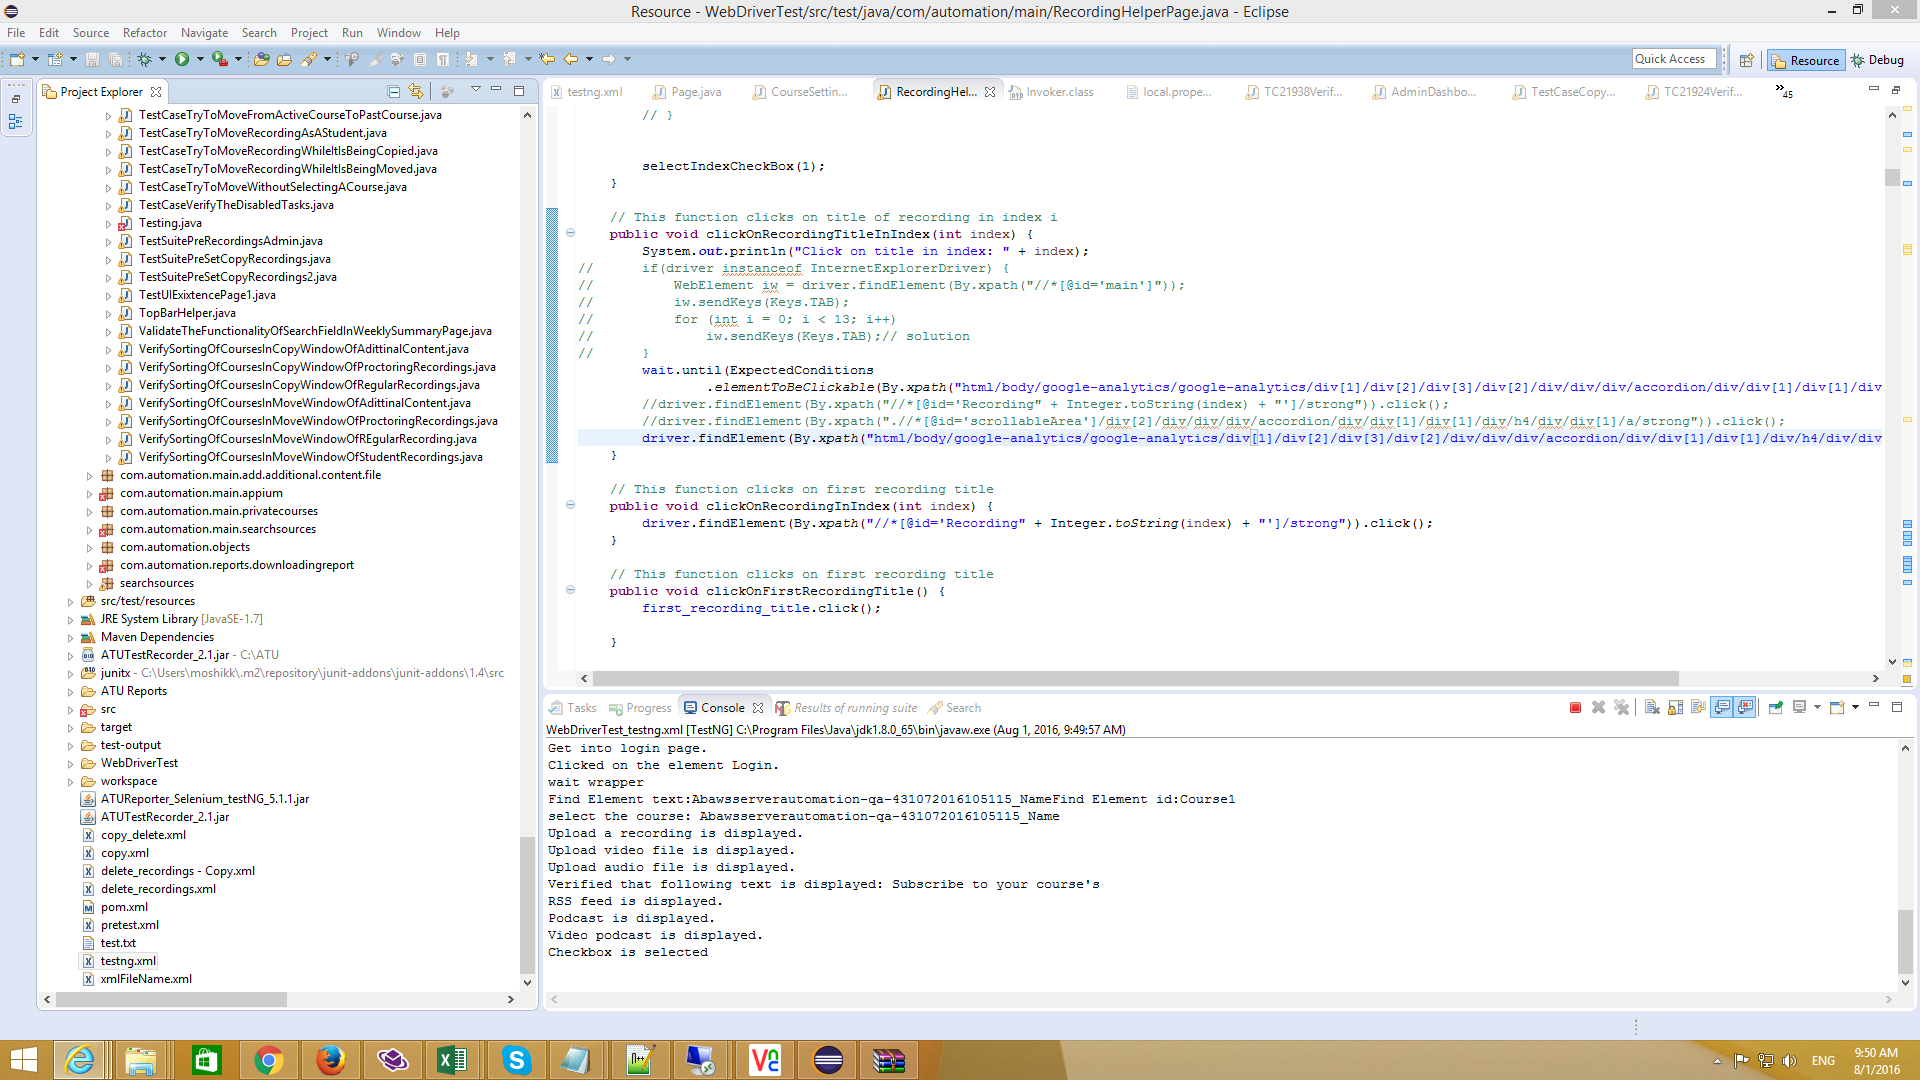 Resource - WebDriverTest/src/test/java/com/automation/main/RecordingHelperPage.java - Eclipse
File Edit Source Refactor Navigate Search Project Run Window Help
Quick Access
Resource
Debug
Project Explorer
TestCaseTryToMoveFromActiveCourseToPastCourse.java
TestCaseTryToMoveRecordingAsAStudent.java
TestCaseTryToMoveRecordingWhileItIsBeingCopied.java
TestCaseTryToMoveRecordingWhileItIsBeingMoved.java
TestCaseTryToMoveWithoutSelectingACourse.java
TestCaseVerifyTheDisabledTasks.java
Testing.java
TestSuitePreRecordingsAdmin.java
TestSuitePreSetCopyRecordings.java
TestSuitePreSetCopyRecordings2.java
TestUIExixtencePage1.java
TopBarHelper.java
ValidateTheFunctionalityOfSearchFieldInWeeklySummaryPage.java
VerifySortingOfCoursesInCopyWindowOfAdittinalContent.java
VerifySortingOfCoursesInCopyWindowOfProctoringRecordings.java
VerifySortingOfCoursesInCopyWindowOfRegularRecordings.java
VerifySortingOfCoursesInMoveWindowOfAdittinalContent.java
VerifySortingOfCoursesInMoveWindowOfProctoringRecordings.java
VerifySortingOfCoursesInMoveWindowOfREgularRecording.java
VerifySortingOfCoursesInMoveWindowOfStudentRecordings.java
com.automation.main.add.additional.content.file
com.automation.main.appium
com.automation.main.privatecourses
com.automation.main.searchsources
com.automation.objects
com.automation.reports.downloadingreport
searchsources
src/test/resources
JRE System Library [JavaSE-1.7]
Maven Dependencies
ATUTestRecorder_2.1.jar - C:\ATU
junitx - C:\Users\moshikk\.m2\repository\junit-addons\junit-addons\1.4\src
ATU Reports
src
target
test-output
WebDriverTest
workspace
ATUReporter_Selenium_testNG_5.1.1.jar
ATUTestRecorder_2.1.jar
copy_delete.xml
copy.xml
delete_recordings - Copy.xml
delete_recordings.xml
pom.xml
pretest.xml
test.txt
testng.xml
xmlFileName.xml
testng.xml Page.java CourseSettin... RecordingHel... Invoker.class local.prope... TC21938Verif... AdminDashbo... TestCaseCopy... TC21924Verif... »45
// }
selectIndexCheckBox(1);
}
// This function clicks on title of recording in index i
public void clickOnRecordingTitleInIndex(int index) {
System.out.println("Click on title in index: " + index);
// if(driver instanceof InternetExplorerDriver) {
// WebElement iw = driver.findElement(By.xpath("//*[@id='main']"));
// iw.sendKeys(Keys.TAB);
// for (int i = 0; i < 13; i++)
// iw.sendKeys(Keys.TAB);// solution
// }
wait.until(ExpectedConditions
.elementToBeClickable(By.xpath("html/body/google-analytics/google-analytics/div[1]/div[2]/div[3]/div[2]/div/div/div/accordion/div/div[1]/div[1]/div
//driver.findElement(By.xpath("//*[@id='Recording" + Integer.toString(index) + "']/strong")).click();
//driver.findElement(By.xpath(".//*[@id='scrollableArea']/div[2]/div/div/div/accordion/div/div[1]/div[1]/div/h4/div/div[1]/a/strong")).click();
driver.findElement(By.xpath("html/body/google-analytics/google-analytics/div[1]/div[2]/div[3]/div[2]/div/div/div/accordion/div/div[1]/div[1]/div/h4/div/div
}
// This function clicks on first recording title
public void clickOnRecordingInIndex(int index) {
driver.findElement(By.xpath("//*[@id='Recording" + Integer.toString(index) + "']/strong")).click();
}
// This function clicks on first recording title
public void clickOnFirstRecordingTitle() {
first_recording_title.click();
}
Tasks Progress Console Results of running suite Search
WebDriverTest_testng.xml [TestNG] C:\Program Files\Java\jdk1.8.0_65\bin\javaw.exe (Aug 1, 2016, 9:49:57 AM)
Get into login page.
Clicked on the element Login.
wait wrapper
Find Element text:Abawsserverautomation-qa-431072016105115_NameFind Element id:Course1
select the course: Abawsserverautomation-qa-431072016105115_Name
Upload a recording is displayed.
Upload video file is displayed.
Upload audio file is displayed.
Verified that following text is displayed: Subscribe to your course's
RSS feed is displayed.
Podcast is displayed.
Video podcast is displayed.
Checkbox is selected
ENG
9:50 AM
8/1/2016